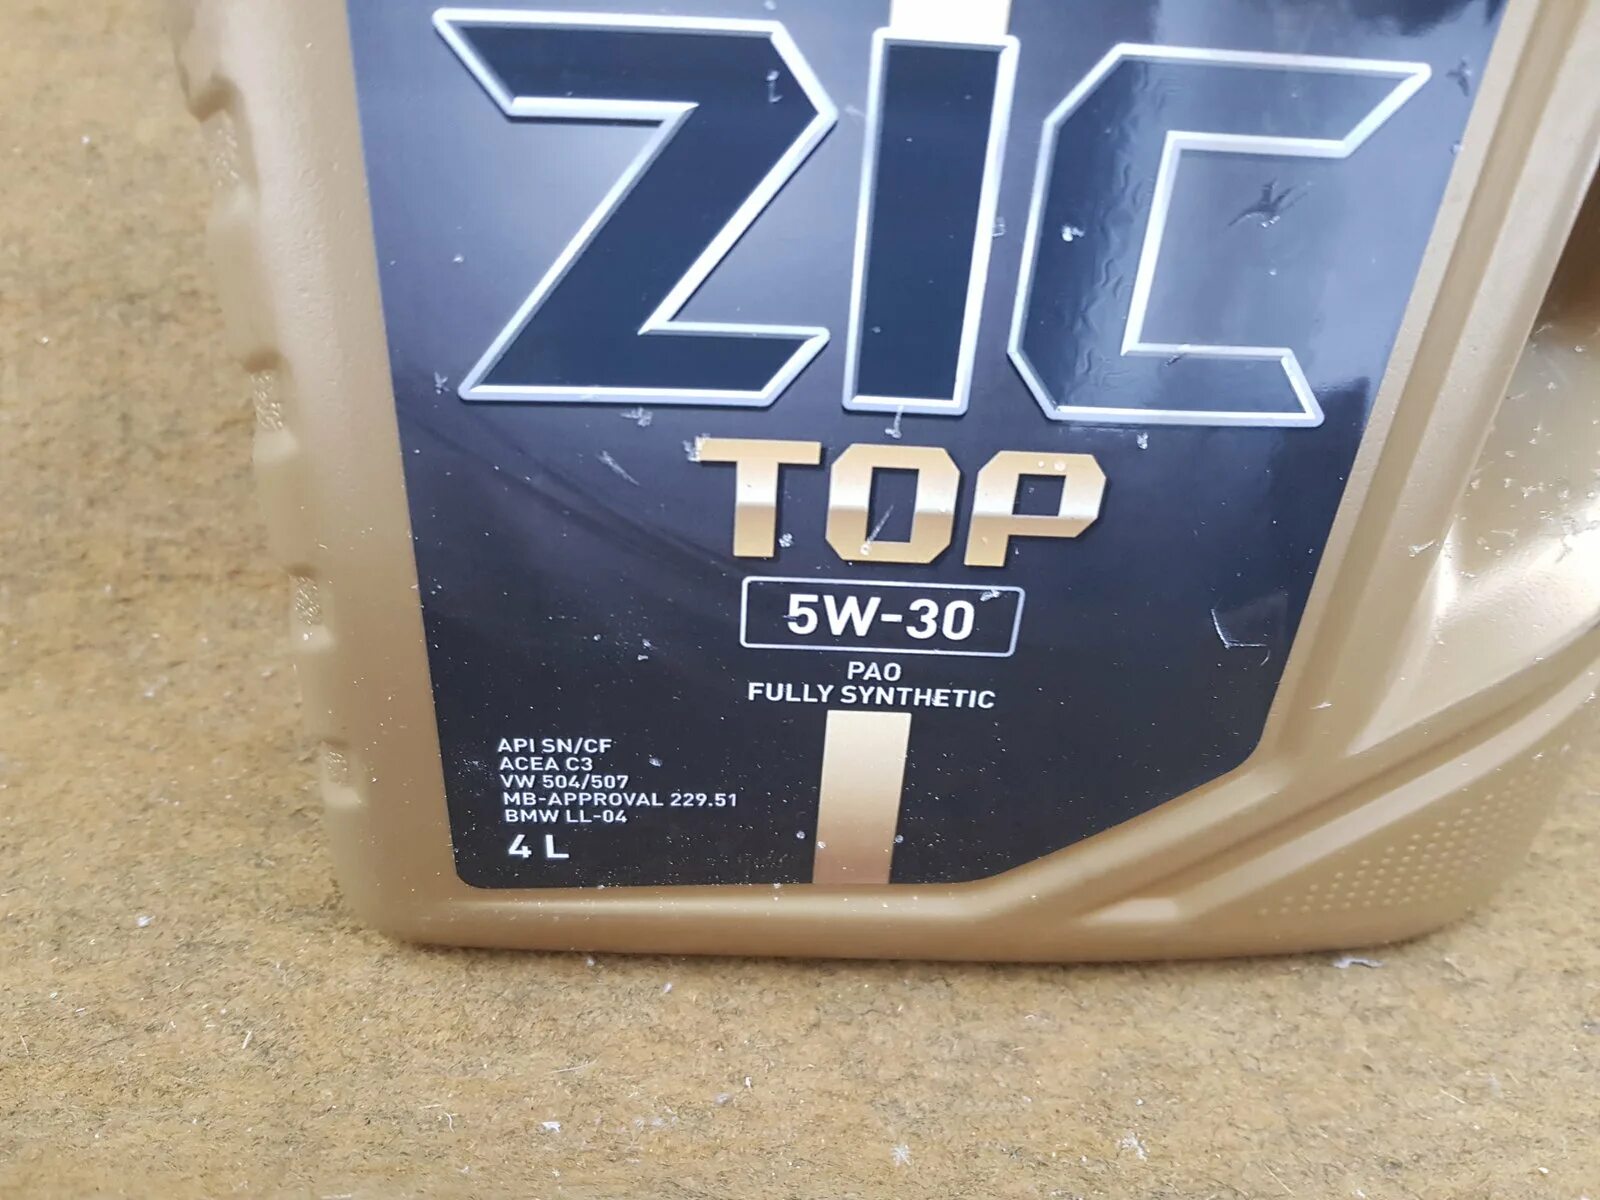 ZIC
TOP
5W-30
PAO
FULLY SYNTHETIC
API SN/CF
ACEA C3
VW 504/507
MB-APPROVAL 229.51
BMW LL-04
4 L